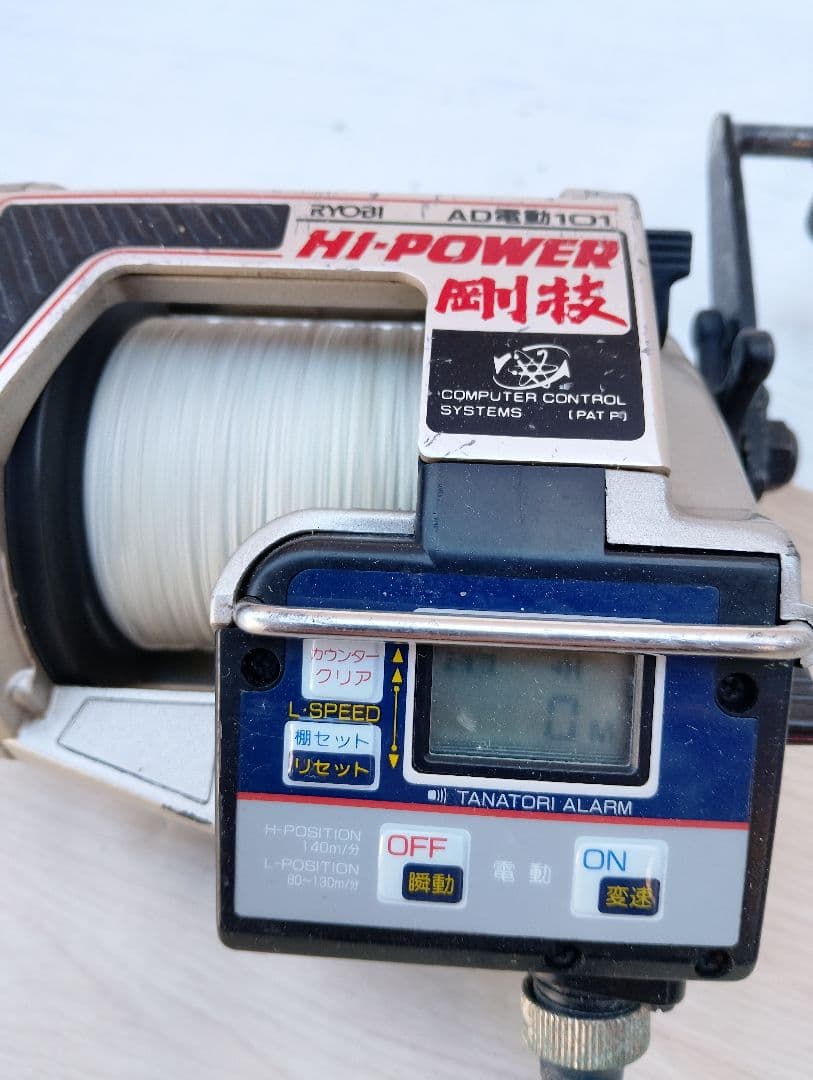 RYOBI AD電動101
HI-POWER
剛技
COMPUTER CONTROL
SYSTEMS [PAT P]
カウンター
クリア
L-SPEED
棚セット
リセット
0 M
TANATORI ALARM
H-POSITION
140m/分
L-POSITION
80~130m/分
OFF
瞬動
電動
ON
変速